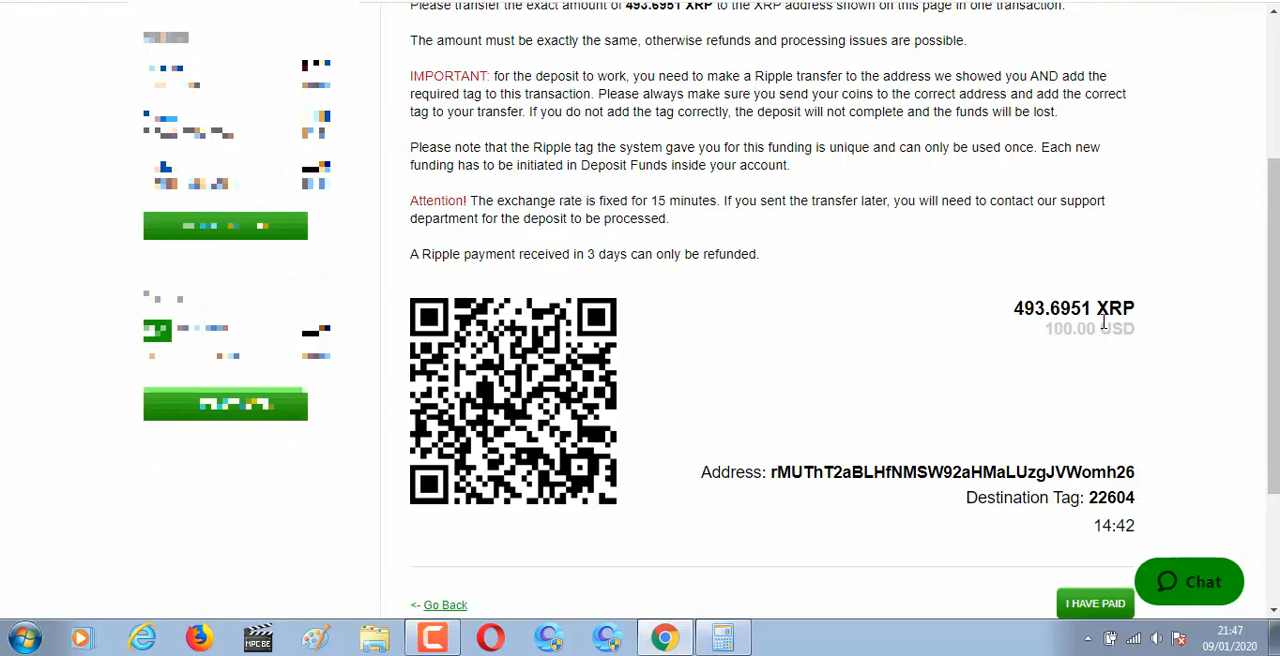 Please transfer the exact amount of 493.6951 XRP to the XRP address shown on this page in one transaction.
The amount must be exactly the same, otherwise refunds and processing issues are possible.
IMPORTANT: for the deposit to work, you need to make a Ripple transfer to the address we showed you AND add the
required tag to this transaction. Please always make sure you send your coins to the correct address and add the correct
tag to your transfer. If you do not add the tag correctly, the deposit will not complete and the funds will be lost.
Please note that the Ripple tag the system gave you for this funding is unique and can only be used once. Each new
funding has to be initiated in Deposit Funds inside your account.
Attention! The exchange rate is fixed for 15 minutes. If you sent the transfer later, you will need to contact our support
department for the deposit to be processed.
A Ripple payment received in 3 days can only be refunded.
493.6951 XRP
100.00 USD
Address: rMUThT2aBLHfNMSW92aHMaLUzgJVWomh26
Destination Tag: 22604
14:42
Chat
<- Go Back
I HAVE PAID
MPC BE
21:47
09/01/2020